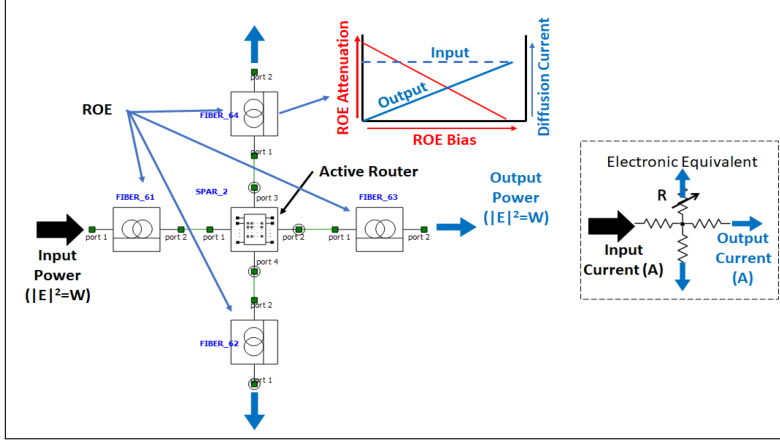 port 2
ROE
FIBER_64
port 1
ROE Attenuation
Input
Output
ROE Bias
Diffusion Current
Active Router
FIBER_61
SPAR_2
port 3
FIBER_63
port 1
port 2
port 1
port 2
port 1
port 2
port 4
Input
Power
(|E|²=W)
Output
Power
(|E|²=W)
port 2
FIBER_62
port 1
Electronic Equivalent
R
Input
Current (A)
Output
Current
(A)